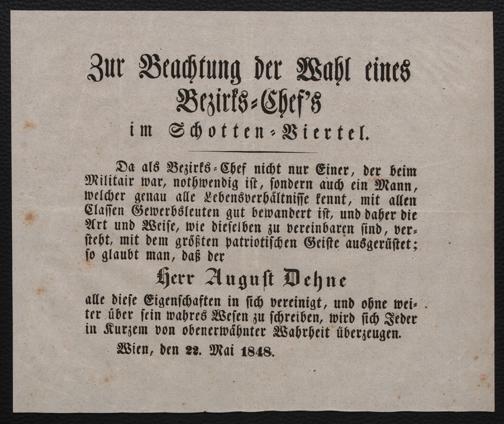 Zur Beachtung der Wahl eines
Bezirks-Chef's
im Schotten-Viertel.
Da als Bezirks-Chef nicht nur Einer, der beim
Militair war, nothwendig ist, sondern auch ein Mann,
welcher genau alle Lebensverhältnisse kennt, mit allen
Classen Gewerbsleuten gut bewandert ist, und daher die
Art und Weise, wie dieselben zu vereinbaren sind, ver-
steht, mit dem größten patriotischen Geiste ausgerüstet;
so glaubt man, daß der
Herr August Dehne
alle diese Eigenschaften in sich vereinigt, und ohne wei-
ter über sein wahres Wesen zu schreiben, wird sich Jeder
in Kurzem von obenerwähnter Wahrheit überzeugen.
Wien, den 22. Mai 1848.